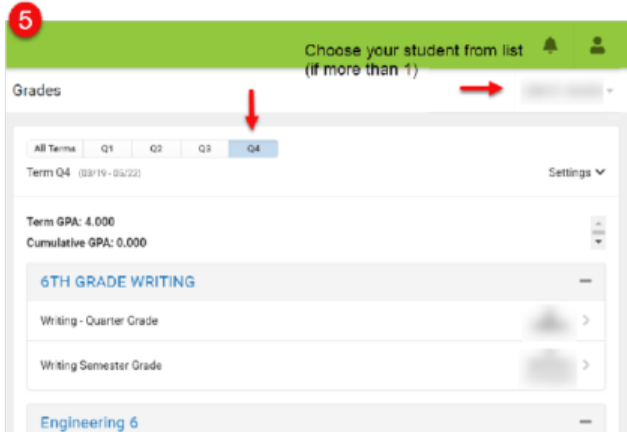 5
Choose your student from list
(if more than 1)
Grades
All Terms Q1 Q2 Q3 Q4
Term Q4 (03/19-05/22) Settings
Term GPA: 4.000
Cumulative GPA: 0.000
6TH GRADE WRITING
Writing - Quarter Grade
Writing Semester Grade
Engineering 6